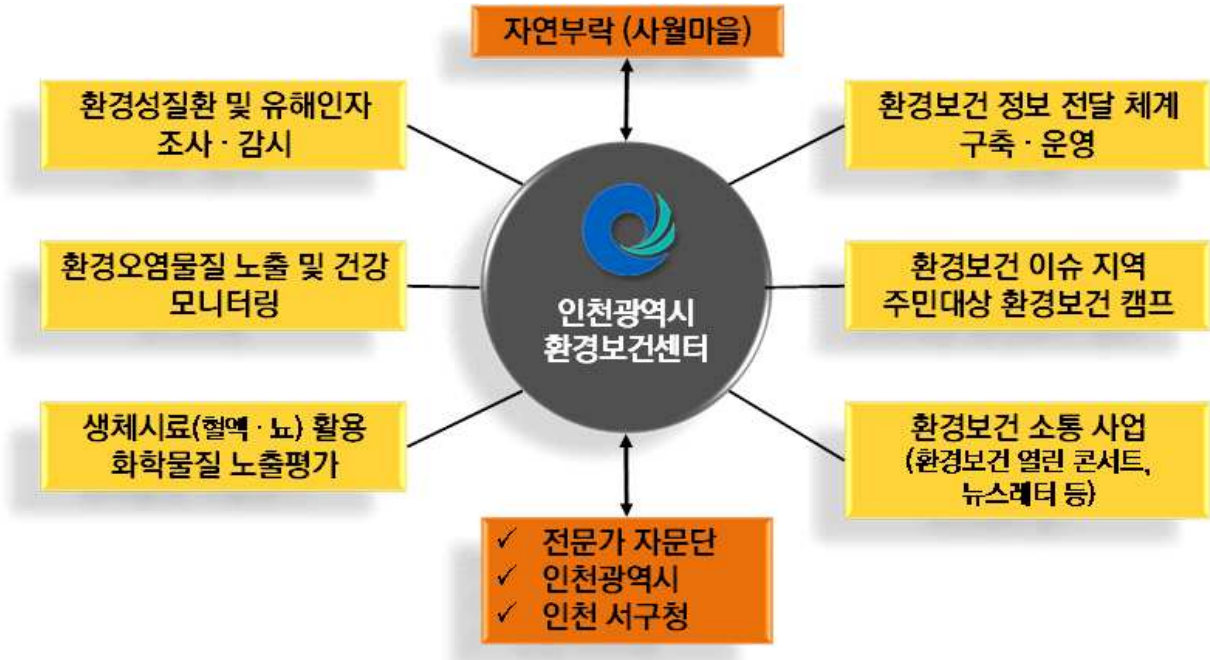 자연부락 (사월마을)
환경성질환 및 유해인자
조사 · 감시
환경보건 정보 전달 체계
구축 · 운영
환경오염물질 노출 및 건강
모니터링
인천광역시
환경보건센터
환경보건 이슈 지역
주민대상 환경보건 캠프
생체시료(혈액 · 뇨) 활용
화학물질 노출평가
환경보건 소통 사업
(환경보건 열린 콘서트,
뉴스레터 등)
✓ 전문가 자문단
✓ 인천광역시
✓ 인천 서구청